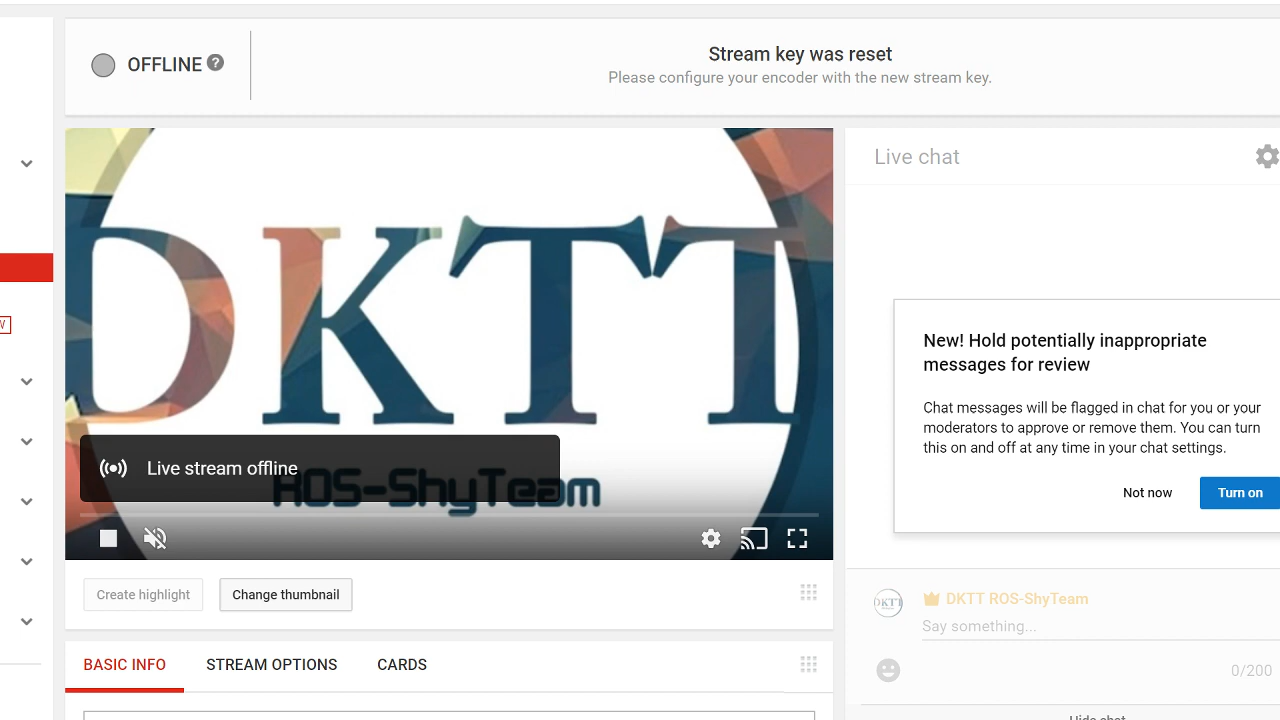 OFFLINE ?
Stream key was reset
Please configure your encoder with the new stream key.
DKTT
Live stream offline
ROS-ShyTeam
Create highlight
Change thumbnail
BASIC INFO
STREAM OPTIONS
CARDS
Live chat
New! Hold potentially inappropriate
messages for review
Chat messages will be flagged in chat for you or your
moderators to approve or remove them. You can turn
this on and off at any time in your chat settings.
Not now
Turn on
DKTT
DKTT ROS-ShyTeam
Say something...
0/200
Hide chat